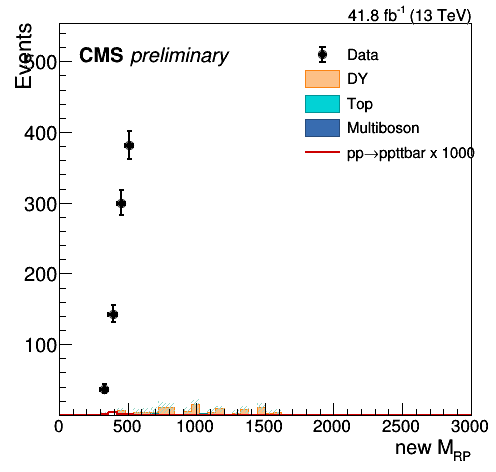 41.8 fb-1 (13 TeV)
Events
CMS preliminary
Data
DY
Top
Multiboson
pp→ppttbar x 1000
500
400
300
200
100
0 500 1000 1500 2000 2500 3000
new MRP